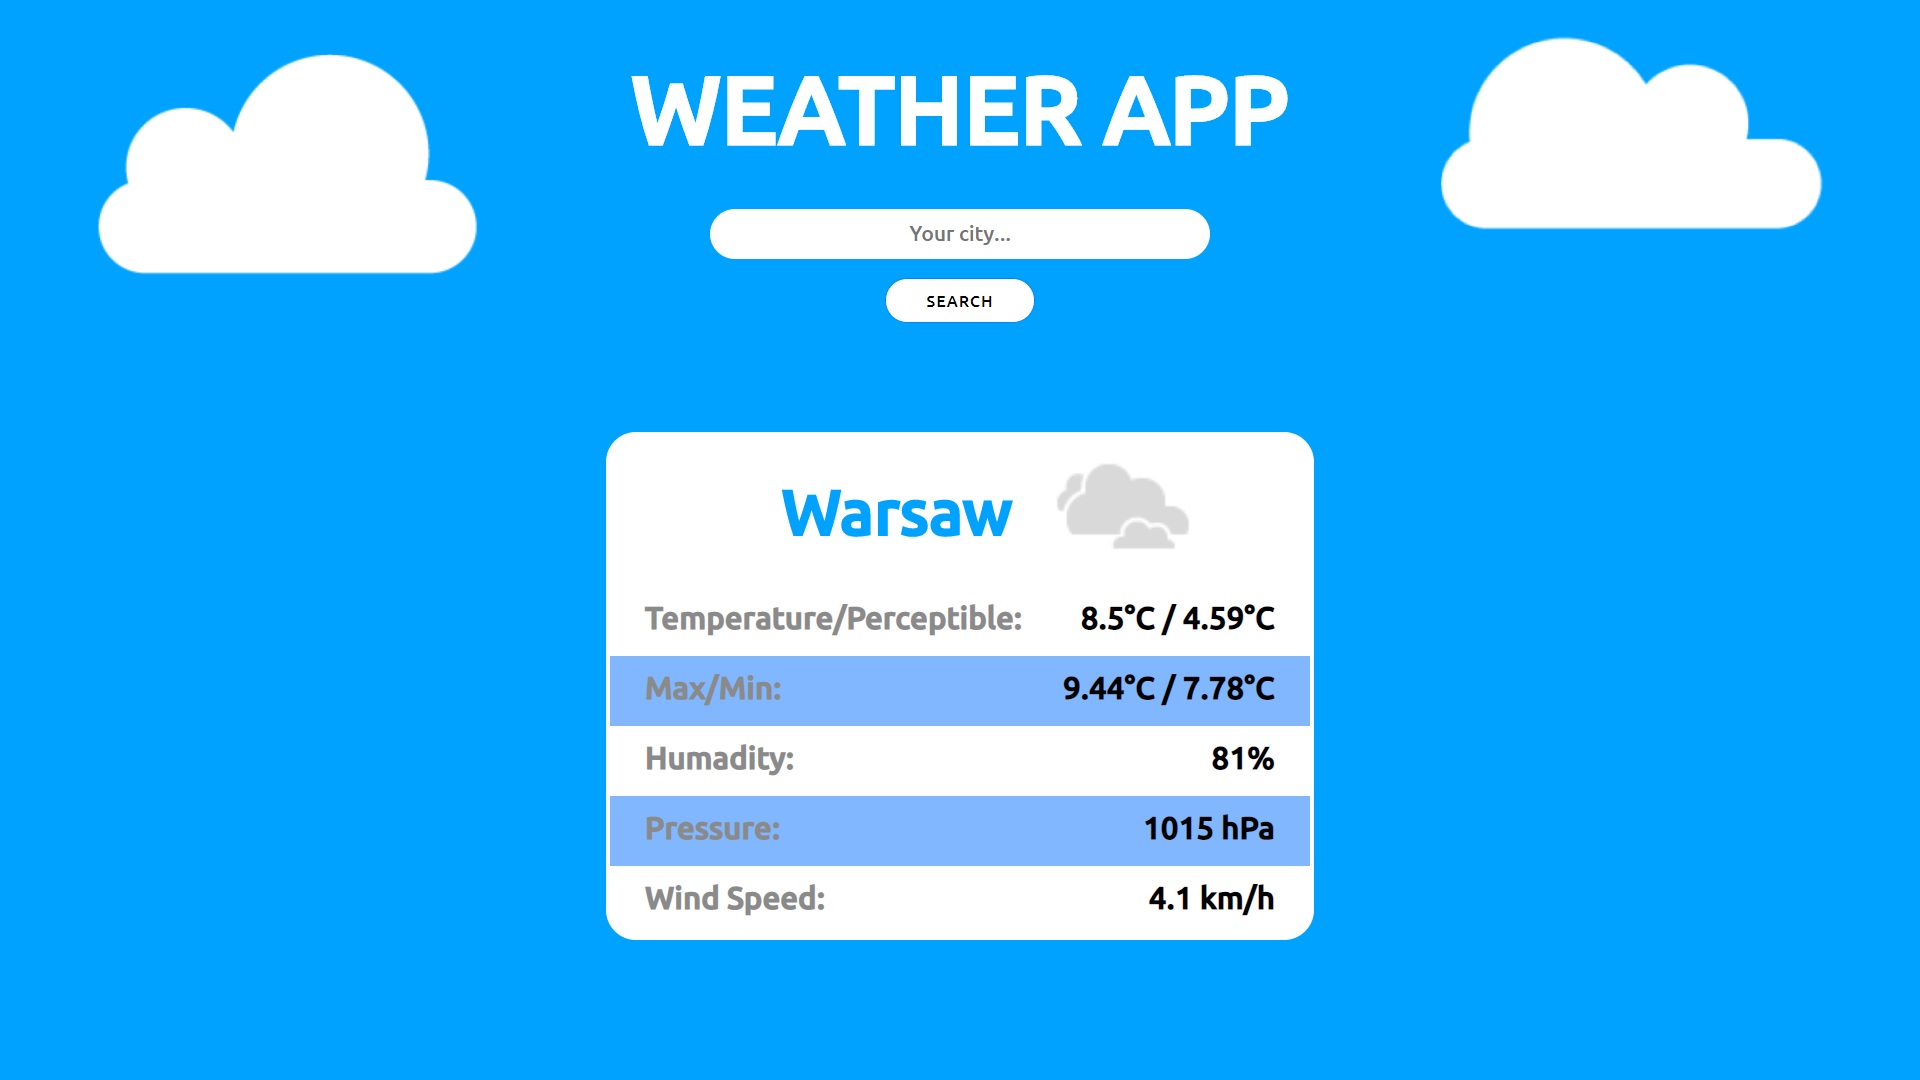 WEATHER APP
Your city...
SEARCH
Warsaw
Temperature/Perceptible: 8.5°C / 4.59°C
Max/Min: 9.44°C / 7.78°C
Humadity: 81%
Pressure: 1015 hPa
Wind Speed: 4.1 km/h